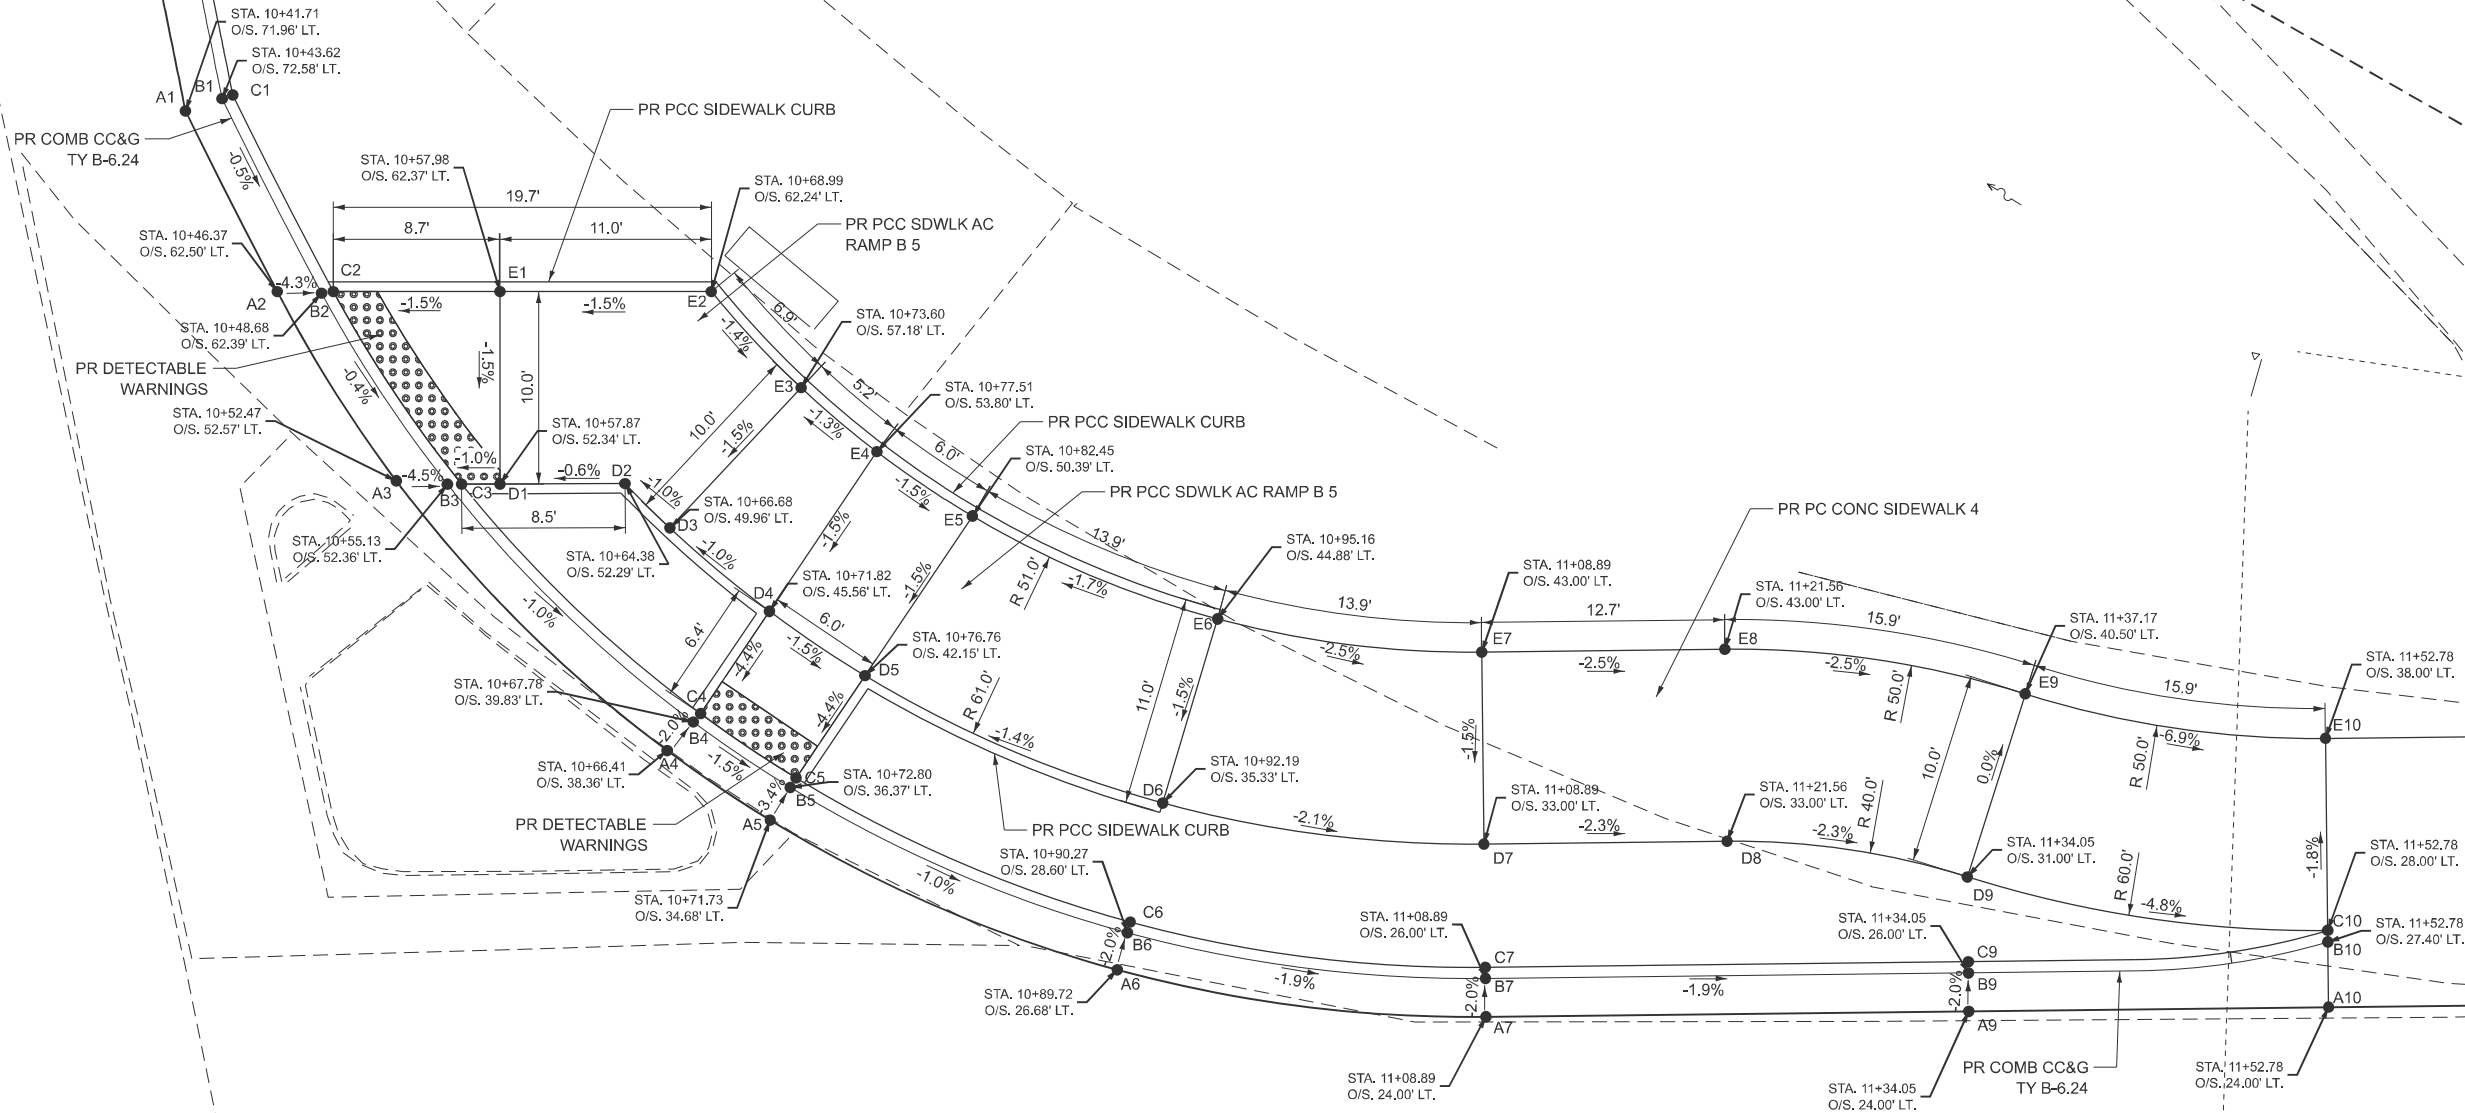 STA. 10+41.71
O/S. 71.96' LT.
STA. 10+43.62
O/S. 72.58' LT.
B1
A1
C1
PR COMB CC&G
TY B-6.24
-0.5%
PR PCC SIDEWALK CURB
STA. 10+57.98
O/S. 62.37' LT.
STA. 10+68.99
O/S. 62.24' LT.
19.7'
8.7'
11.0'
PR PCC SDWLK AC
RAMP B 5
STA. 10+46.37
O/S. 62.50' LT.
C2
E1
E2
-4.3%
A2
B2
-1.5%
-1.5%
STA. 10+48.68
O/S. 62.39' LT.
PR DETECTABLE
WARNINGS
-0.4%
-1.5%
10.0'
-1.4%
6.9'
STA. 10+73.60
O/S. 57.18' LT.
E3
5.2'
STA. 10+77.51
O/S. 53.80' LT.
STA. 10+52.47
O/S. 52.57' LT.
STA. 10+57.87
O/S. 52.34' LT.
10.0'
-1.5%
-1.3%
E4
6.0'
PR PCC SIDEWALK CURB
STA. 10+82.45
O/S. 50.39' LT.
-1.0%
-0.6%
D2
-4.5%
A3
B3
C3
D1
8.5'
-1.0%
D3
STA. 10+66.68
O/S. 49.96' LT.
-1.5%
E5
PR PCC SDWLK AC RAMP B 5
PR PC CONC SIDEWALK 4
STA. 10+55.13
O/S. 52.36' LT.
STA. 10+64.38
O/S. 52.29' LT.
-1.0%
-1.5%
13.9'
STA. 10+95.16
O/S. 44.88' LT.
-1.0%
D4
STA. 10+71.82
O/S. 45.56' LT.
-1.5%
R 51.0'
-1.7%
STA. 11+08.89
O/S. 43.00' LT.
STA. 11+21.56
O/S. 43.00' LT.
13.9'
12.7'
15.9'
STA. 11+37.17
O/S. 40.50' LT.
6.4'
6.0'
-1.5%
STA. 10+76.76
O/S. 42.15' LT.
E6
E7
E8
-2.5%
-2.5%
-2.5%
-4.4%
D5
STA. 10+67.78
O/S. 39.83' LT.
C4
R 61.0'
11.0'
-1.5%
R 50.0'
E9
15.9'
STA. 11+52.78
O/S. 38.00' LT.
-2.0%
B4
-4.4%
-1.4%
-1.5%
10.0'
0.0%
R 50.0'
-6.9%
E10
A4
-1.5%
STA. 10+66.41
O/S. 38.36' LT.
C5
STA. 10+72.80
O/S. 36.37' LT.
B5
-3.4%
D6
STA. 10+92.19
O/S. 35.33' LT.
STA. 11+08.89
O/S. 33.00' LT.
STA. 11+21.56
O/S. 33.00' LT.
PR DETECTABLE
WARNINGS
A5
PR PCC SIDEWALK CURB
-2.1%
-2.3%
-2.3%
R 40.0'
D7
D8
STA. 11+34.05
O/S. 31.00' LT.
D9
R 60.0'
-4.8%
-1.8%
STA. 11+52.78
O/S. 28.00' LT.
STA. 10+90.27
O/S. 28.60' LT.
-1.0%
STA. 10+71.73
O/S. 34.68' LT.
C6
B6
-2.0%
A6
-1.9%
STA. 11+08.89
O/S. 26.00' LT.
STA. 11+34.05
O/S. 26.00' LT.
C10
B10
STA. 11+52.78
O/S. 27.40' LT.
C7
B7
-2.0%
A7
-1.9%
C9
B9
-2.0%
A9
A10
STA. 10+89.72
O/S. 26.68' LT.
STA. 11+08.89
O/S. 24.00' LT.
STA. 11+34.05
O/S. 24.00' LT.
PR COMB CC&G
TY B-6.24
STA. 11+52.78
O/S. 24.00' LT.